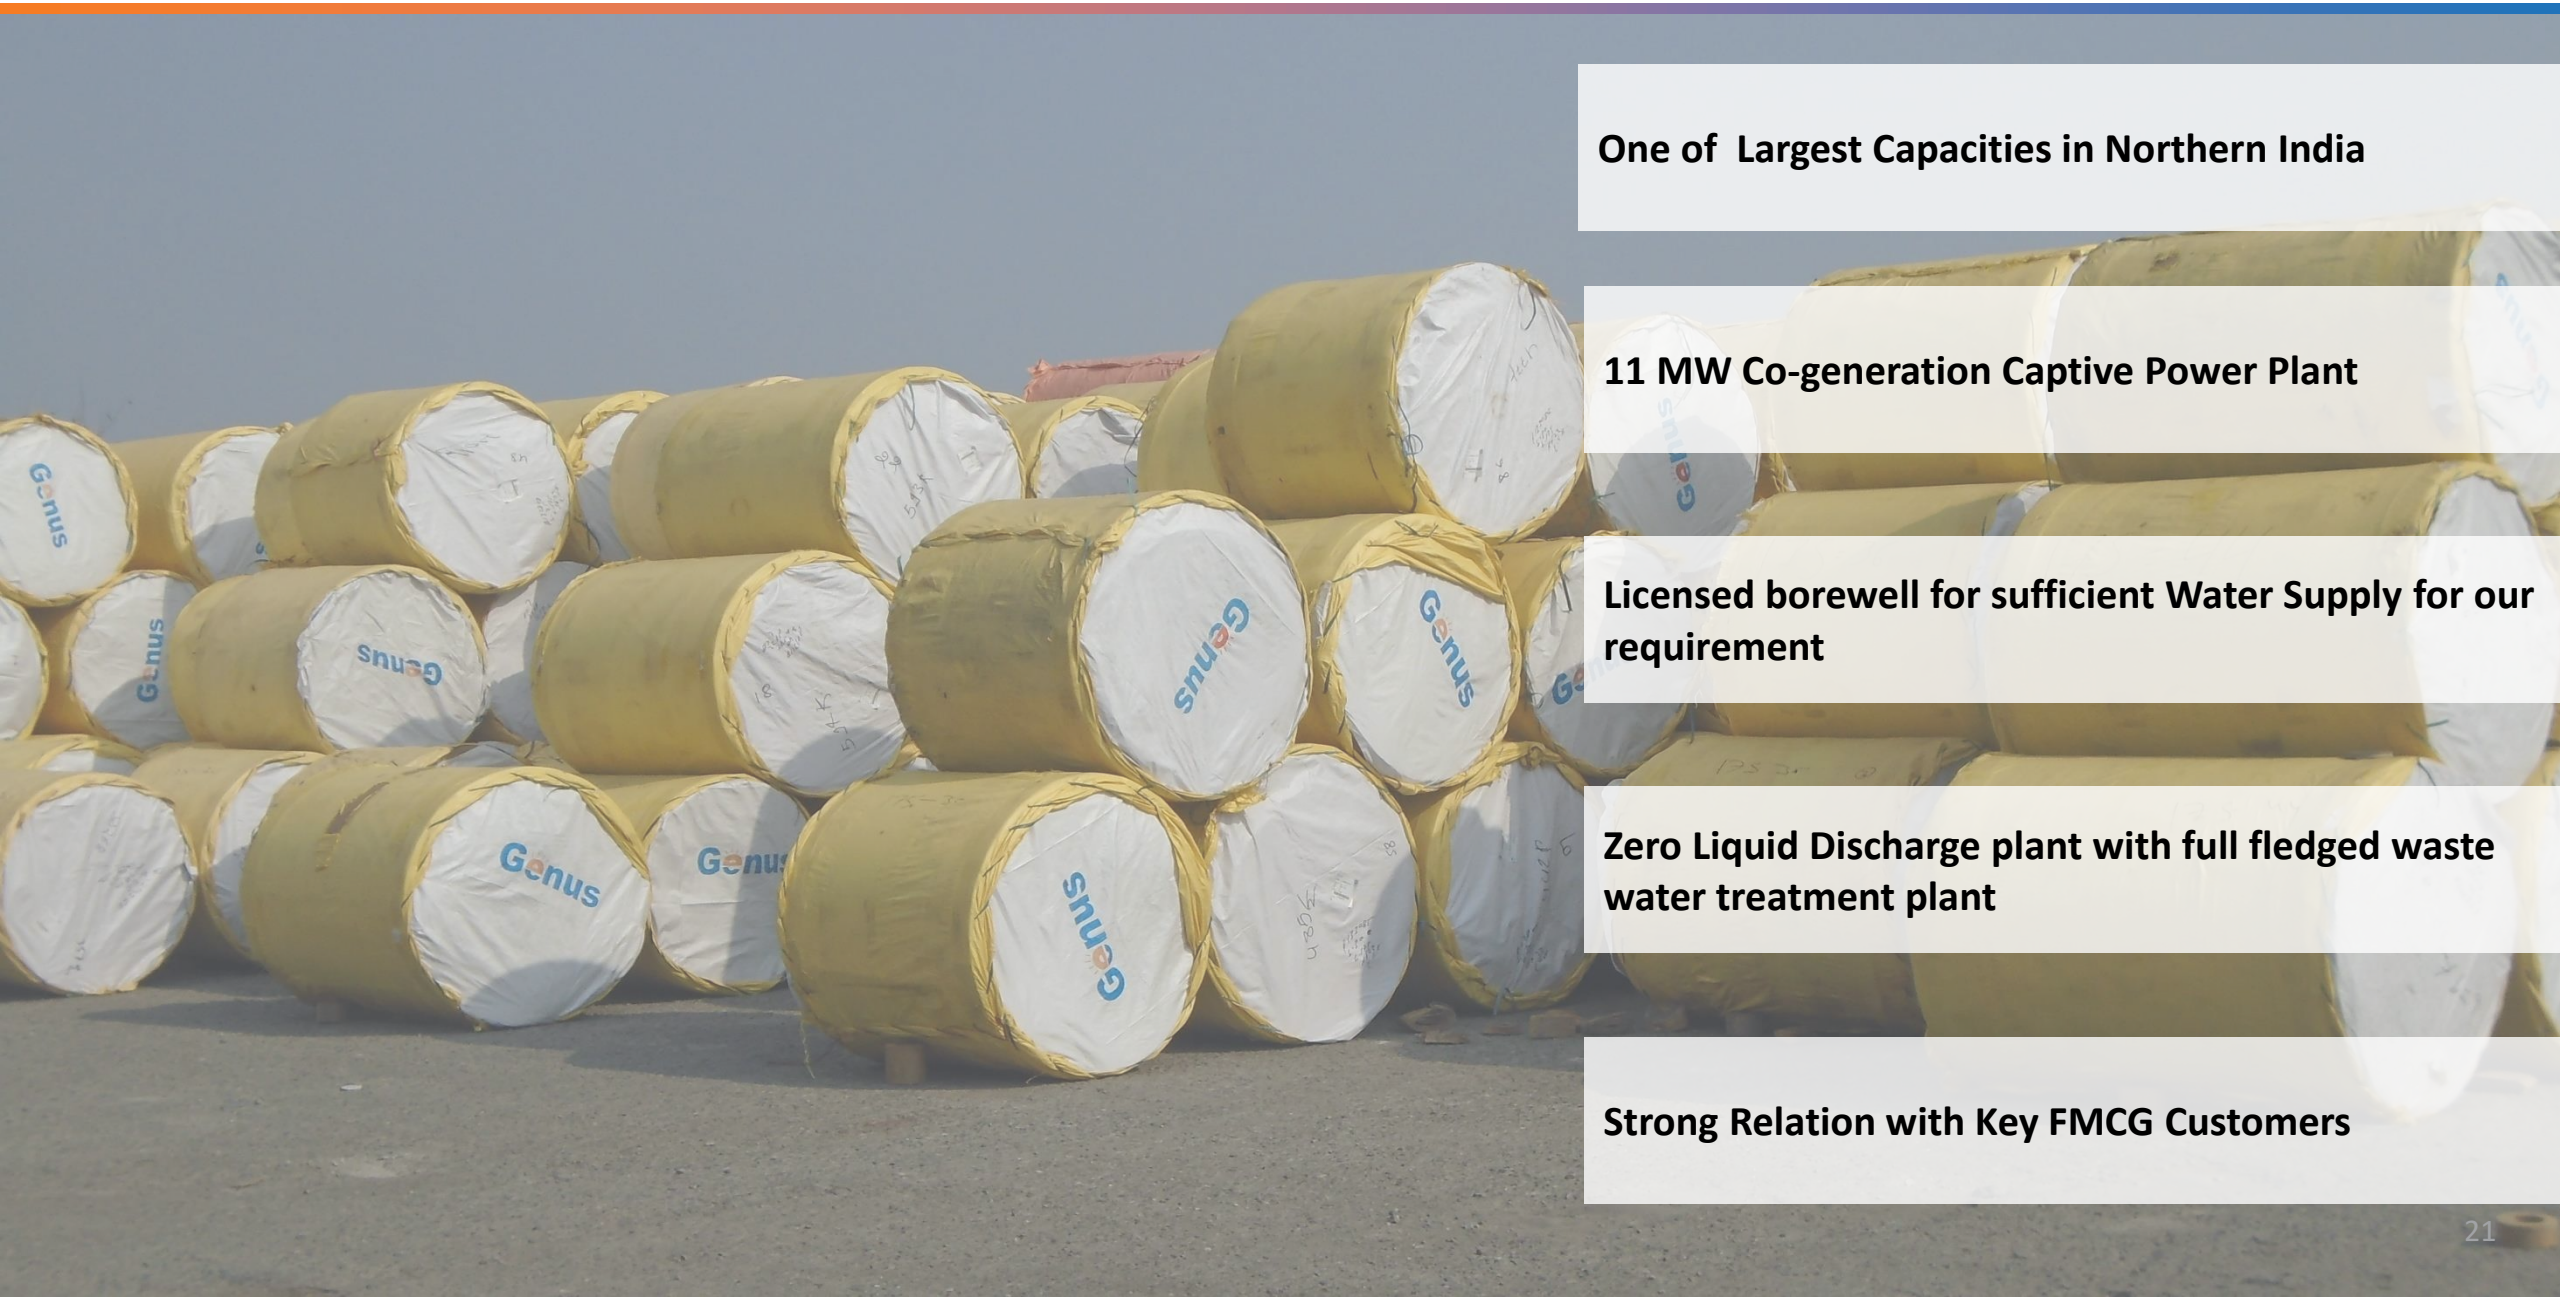 One of  Largest Capacities in Northern India
11 MW Co-generation Captive Power Plant
Licensed borewell for sufficient Water Supply for our
requirement
Zero Liquid Discharge plant with full fledged waste
water treatment plant
Strong Relation with Key FMCG Customers
21
Genus
Genus
Genus
Genus
Genus
Genus
Genus
Genus
Genus